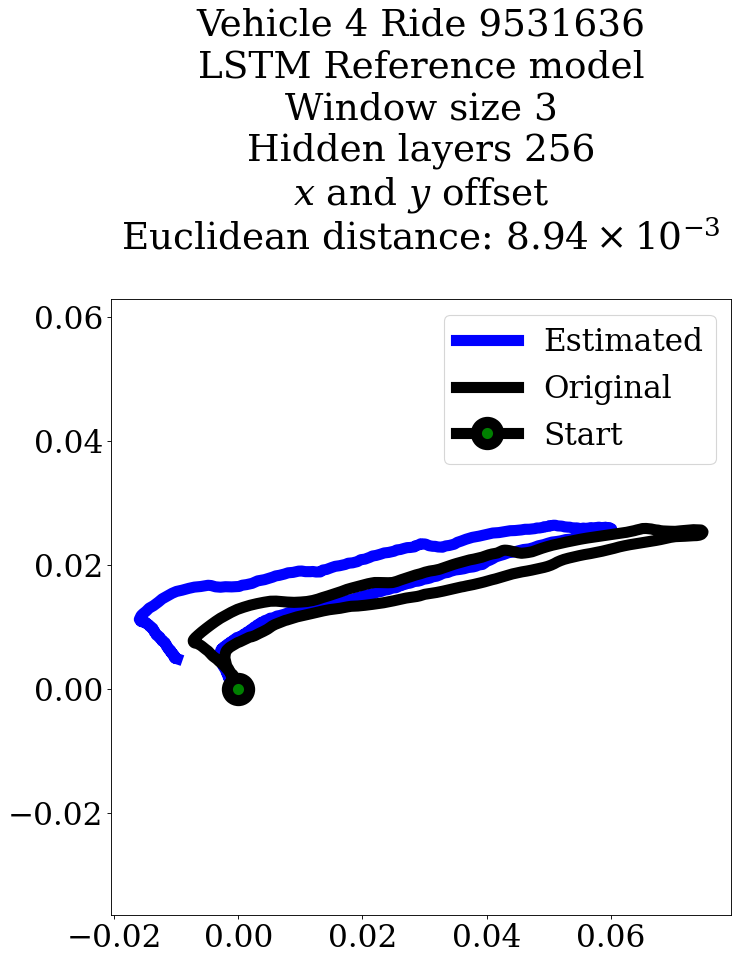 Vehicle 4 Ride 9531636
LSTM Reference model
Window size 3
Hidden layers 256
x and y offset
Euclidean distance: 8.94 × 10⁻³
Estimated
Original
Start
0.06
0.04
0.02
0.00
−0.02
−0.02 0.00 0.02 0.04 0.06